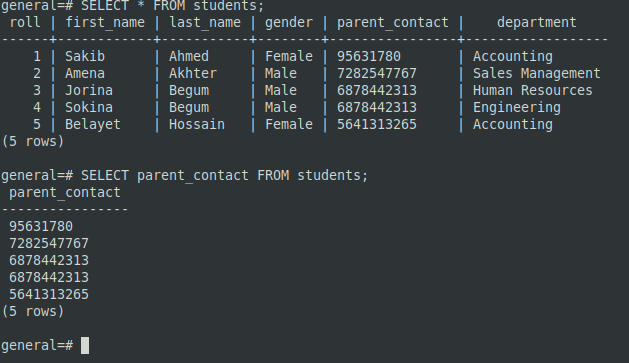 general=# SELECT * FROM students;
 roll | first_name | last_name | gender | parent_contact |    department
------+------------+-----------+--------+----------------+------------------
    1 | Sakib      | Ahmed     | Female | 95631780       | Accounting
    2 | Amena      | Akhter    | Male   | 7282547767     | Sales Management
    3 | Jorina     | Begum     | Male   | 6878442313     | Human Resources
    4 | Sokina     | Begum     | Male   | 6878442313     | Engineering
    5 | Belayet    | Hossain   | Female | 5641313265     | Accounting
(5 rows)

general=# SELECT parent_contact FROM students;
 parent_contact
----------------
 95631780
 7282547767
 6878442313
 6878442313
 5641313265
(5 rows)

general=#